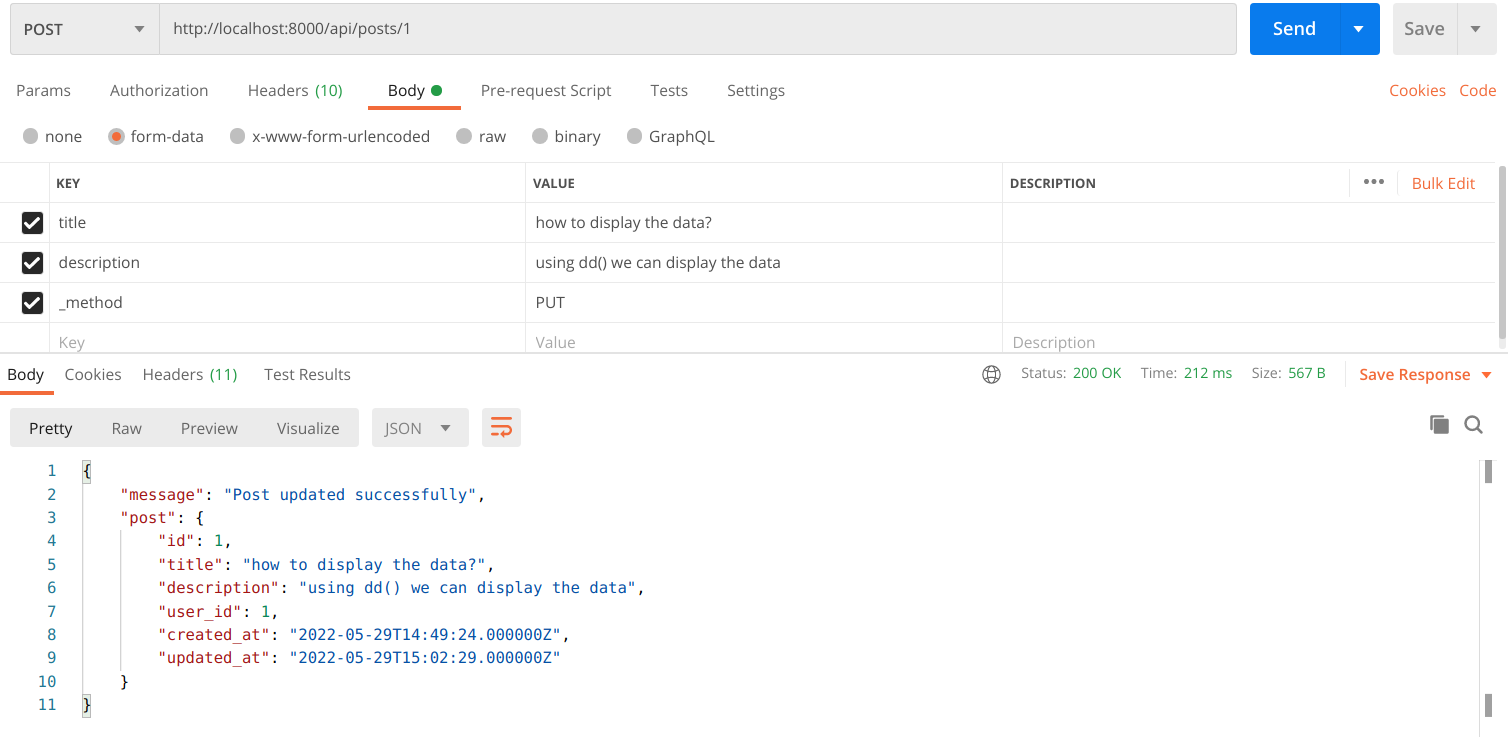 POST http://localhost:8000/api/posts/1 Send Save
Params Authorization Headers (10) Body Pre-request Script Tests Settings Cookies Code
none form-data x-www-form-urlencoded raw binary GraphQL
KEY VALUE DESCRIPTION ••• Bulk Edit
title how to display the data?
description using dd() we can display the data
_method PUT
Key Value Description
Body Cookies Headers (11) Test Results Status: 200 OK Time: 212 ms Size: 567 B Save Response
Pretty Raw Preview Visualize JSON
1 {
2 "message": "Post updated successfully",
3 "post": {
4 "id": 1,
5 "title": "how to display the data?",
6 "description": "using dd() we can display the data",
7 "user_id": 1,
8 "created_at": "2022-05-29T14:49:24.000000Z",
9 "updated_at": "2022-05-29T15:02:29.000000Z"
10 }
11 }